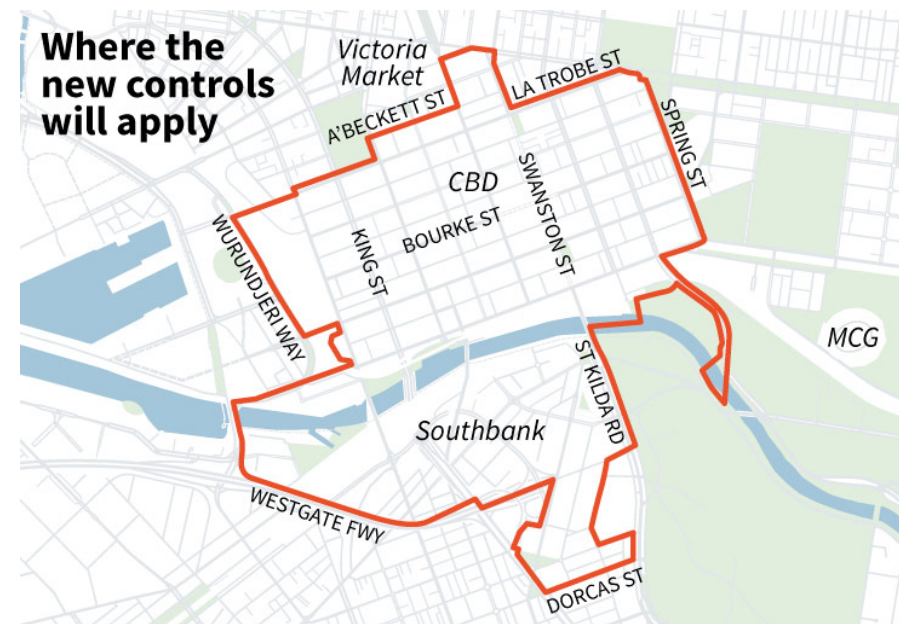 Where the
new controls
will apply
Victoria
Market
LA TROBE ST
A'BECKETT ST
SPRING ST
CBD
SWANSTON ST
BOURKE ST
KING ST
WURUNDJERI WAY
MCG
ST KILDA RD
Southbank
WESTGATE FWY
DORCAS ST